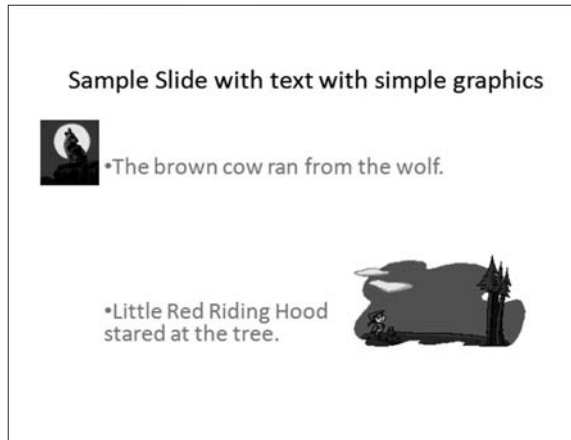 Sample Slide with text with simple graphics
•The brown cow ran from the wolf.
•Little Red Riding Hood
stared at the tree.